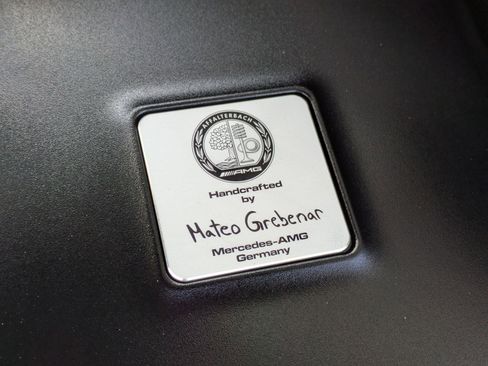 AFFALTERBACH
AMG
Handcrafted
by
Mateo Grebenar
Mercedes-AMG
Germany